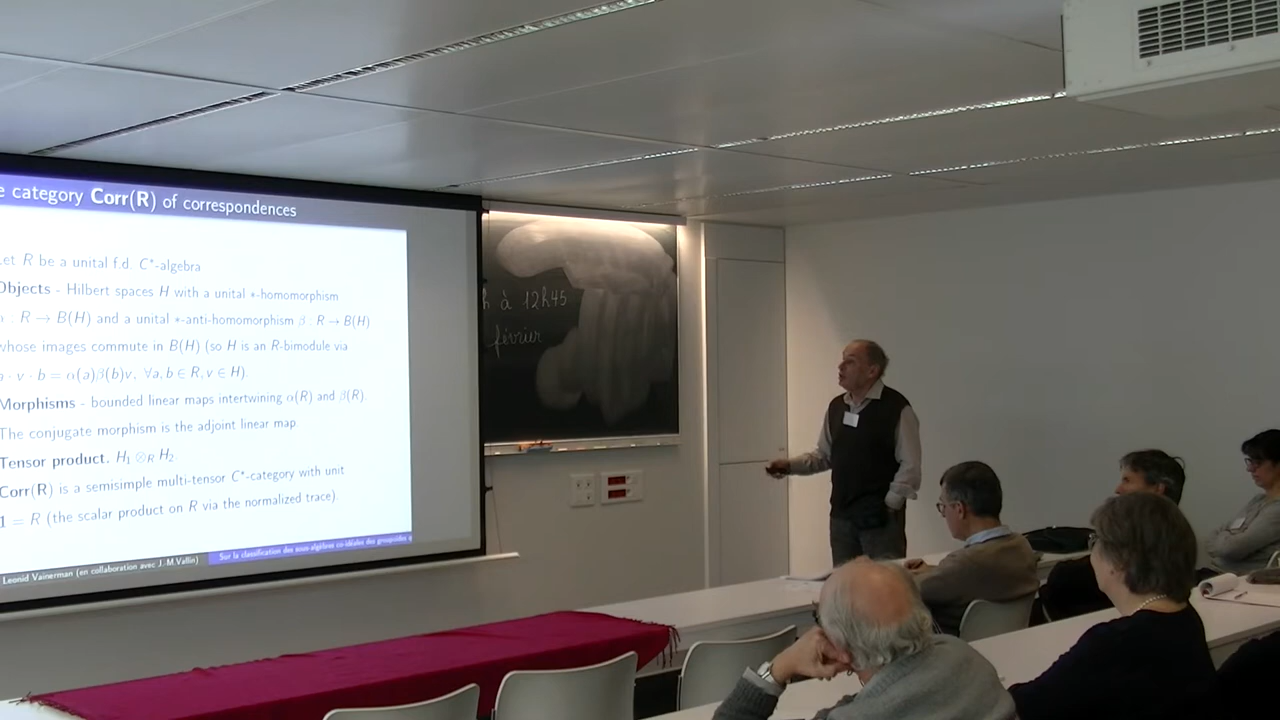 e category Corr(R) of correspondences
et R be a unital f.d. C*-algebra
Objects - Hilbert spaces H with a unital *-homomorphism
α : R → B(H) and a unital *-anti-homomorphism β : R → B(H)
whose images commute in B(H) (so H is an R-bimodule via
a · v · b = α(a)β(b)v, ∀a, b ∈ R, v ∈ H).
Morphisms - bounded linear maps intertwining α(R) and β(R).
The conjugate morphism is the adjoint linear map.
Tensor product. H₁ ⊗_R H₂.
Corr(R) is a semisimple multi-tensor C*-category with unit
1 = R (the scalar product on R via the normalized trace).
Leonid Vainerman (en collaboration avec J.-M.Vallin)
Sur la classification des sous algèbres co-idéales des groupoïdes
h à 12h45
février